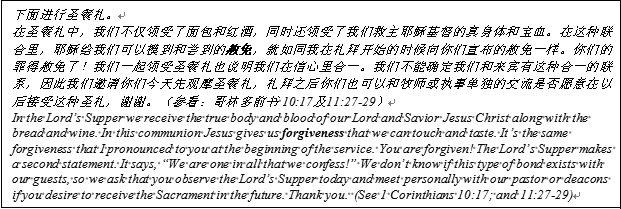 下面进行圣餐礼。
在圣餐礼中，我们不仅领受了面包和红酒，同时还领受了我们救主耶稣基督的真身体和宝血。在这种联
合里，耶稣给我们可以摸到和尝到的赦免，就如同我在礼拜开始的时候向你们宣布的赦免一样。你们的
罪得赦免了！我们一起领受圣餐也说明我们在信心里合一。我们不能确定我们和来宾有这种合一的联
系，因此我们邀请你们今天先观摩圣餐礼，礼拜之后你们也可以和牧师或执事单独的交流是否愿意在以
后接受这种圣礼，谢谢。（参看：哥林多前书10:17及11:27-29）
In the Lord's Supper we receive the true body and blood of our Lord and Savior Jesus Christ along with the
bread and wine. In this communion Jesus gives us forgiveness that we can touch and taste. It's the same
forgiveness that I pronounced to you at the beginning of the service. You are forgiven! The Lord's Supper makes
a second statement. It says, “We are one in all that we confess!” We don't know if this type of bond exists with
our guests, so we ask that you observe the Lord's Supper today and meet personally with our pastor or deacons
if you desire to receive the Sacrament in the future. Thank you. (See 1 Corinthians 10:17; and 11:27-29)